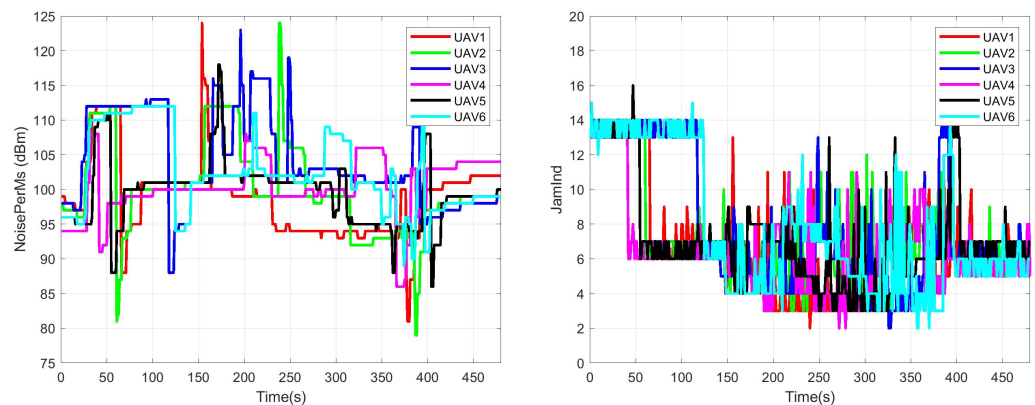 125
120
115
110
105
100
95
90
85
80
75
NoisePerMs (dBm)
0 50 100 150 200 250 300 350 400 450
Time(s)
UAV1
UAV2
UAV3
UAV4
UAV5
UAV6
20
18
16
14
12
10
8
6
4
2
0
JamInd
0 50 100 150 200 250 300 350 400 450
Time(s)
UAV1
UAV2
UAV3
UAV4
UAV5
UAV6